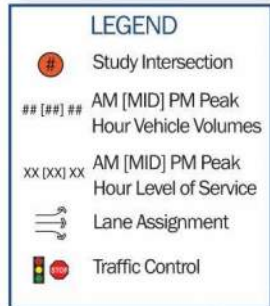 LEGEND
# Study Intersection
## [##] ## AM [MID] PM Peak
Hour Vehicle Volumes
XX [XX] XX AM [MID] PM Peak
Hour Level of Service
Lane Assignment
STOP Traffic Control